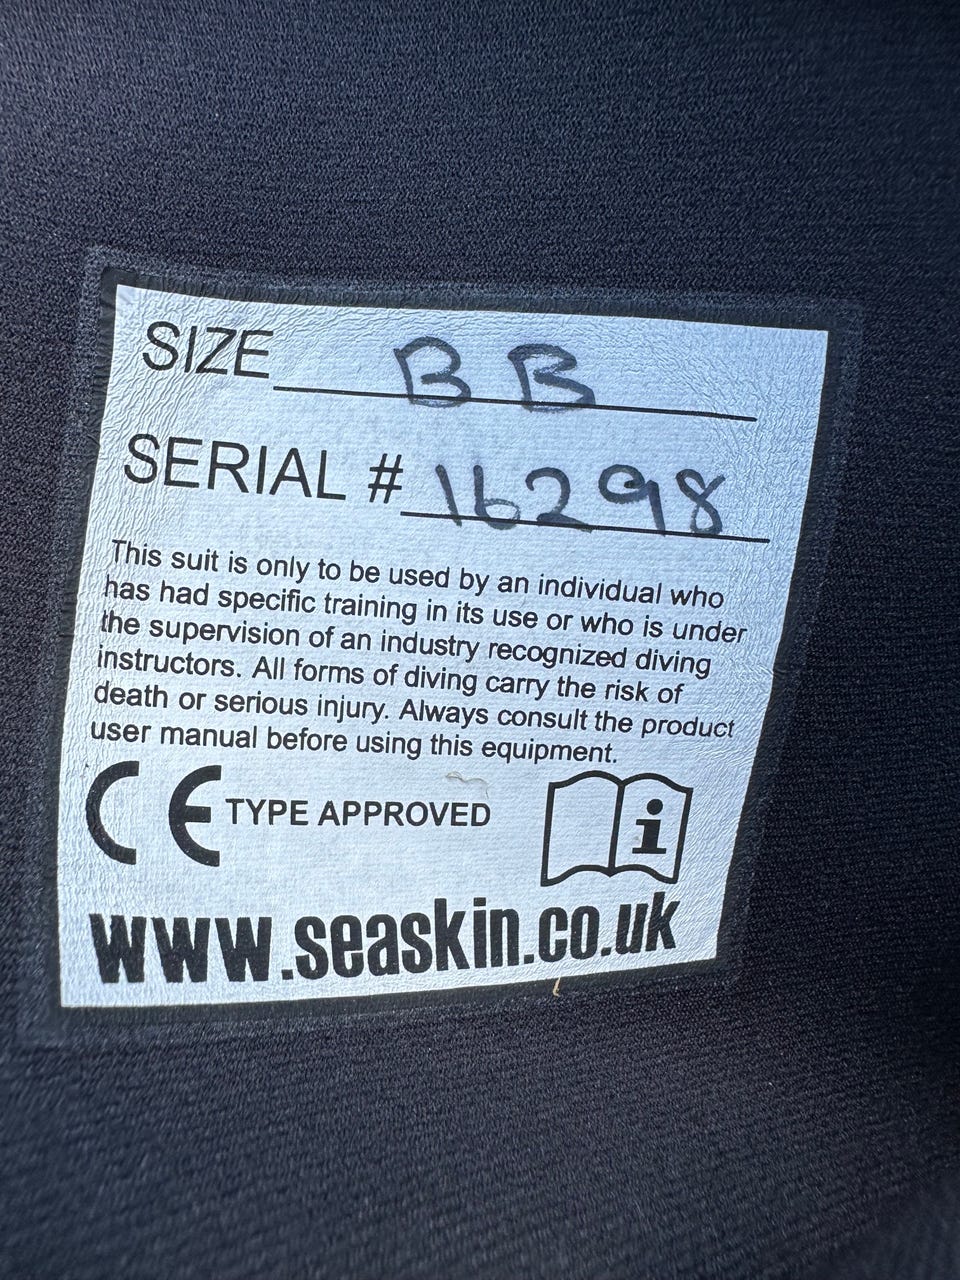 SIZE BB
SERIAL # 16298
This suit is only to be used by an individual who
has had specific training in its use or who is under
the supervision of an industry recognized diving
instructors. All forms of diving carry the risk of
death or serious injury. Always consult the product
user manual before using this equipment.
CE TYPE APPROVED i
www.seaskin.co.uk